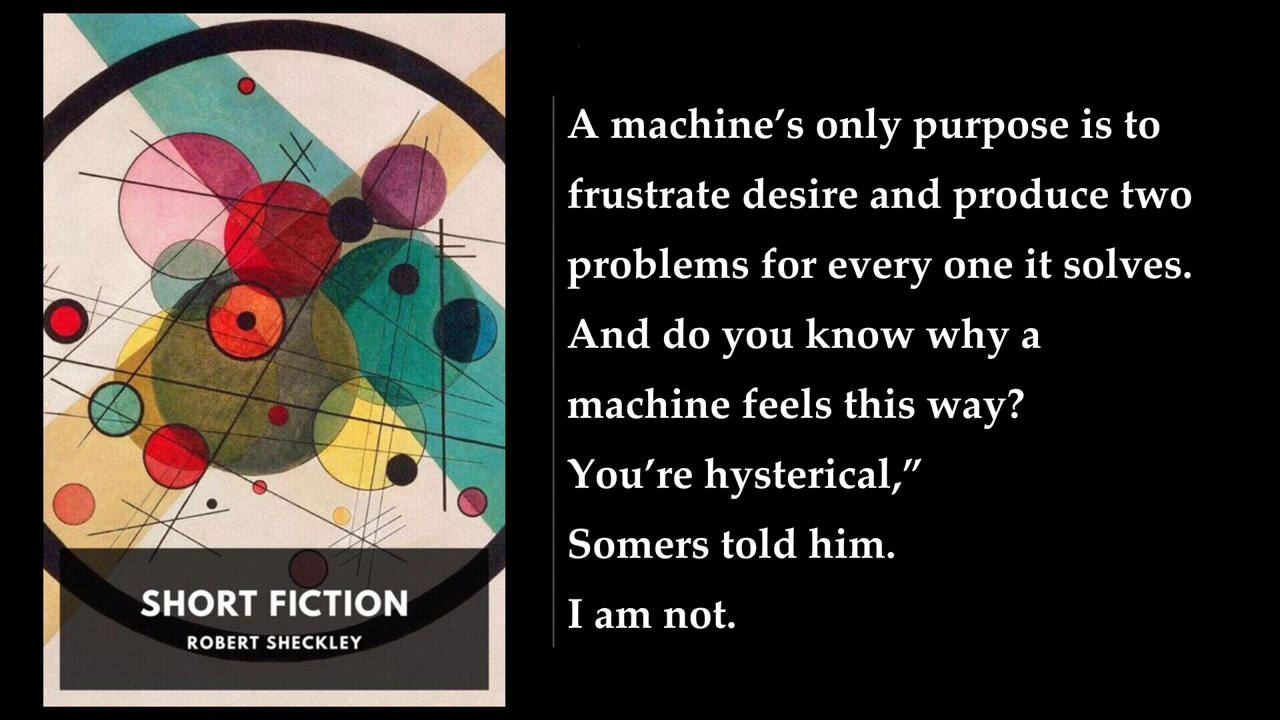 SHORT FICTION
ROBERT SHECKLEY
A machine’s only purpose is to
frustrate desire and produce two
problems for every one it solves.
And do you know why a
machine feels this way?
You’re hysterical,”
Somers told him.
I am not.